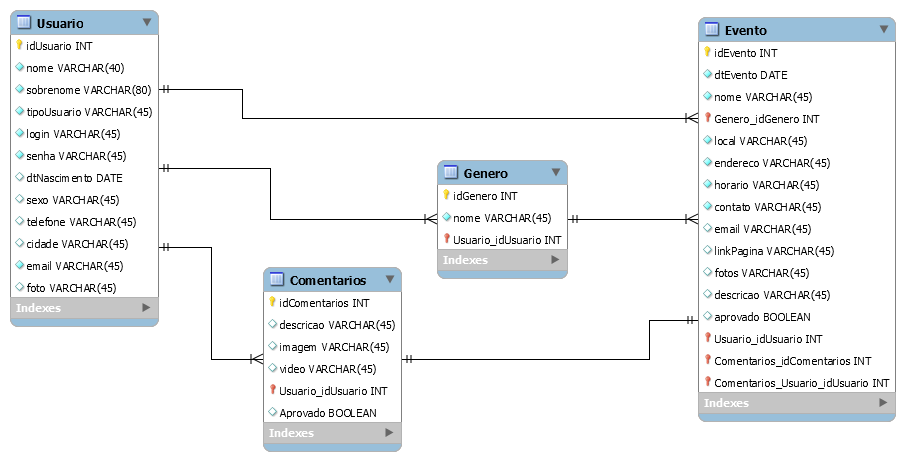 Usuario
idUsuario INT
nome VARCHAR(40)
sobrenome VARCHAR(80)
tipoUsuario VARCHAR(45)
login VARCHAR(45)
senha VARCHAR(45)
dtNascimento DATE
sexo VARCHAR(45)
telefone VARCHAR(45)
cidade VARCHAR(45)
email VARCHAR(45)
foto VARCHAR(45)
Indexes
Genero
idGenero INT
nome VARCHAR(45)
Usuario_idUsuario INT
Indexes
Comentarios
idComentarios INT
descricao VARCHAR(45)
imagem VARCHAR(45)
video VARCHAR(45)
Usuario_idUsuario INT
Aprovado BOOLEAN
Indexes
Evento
idEvento INT
dtEvento DATE
nome VARCHAR(45)
Genero_idGenero INT
local VARCHAR(45)
endereco VARCHAR(45)
horario VARCHAR(45)
contato VARCHAR(45)
email VARCHAR(45)
linkPagina VARCHAR(45)
fotos VARCHAR(45)
descricao VARCHAR(45)
aprovado BOOLEAN
Usuario_idUsuario INT
Comentarios_idComentarios INT
Comentarios_Usuario_idUsuario INT
Indexes